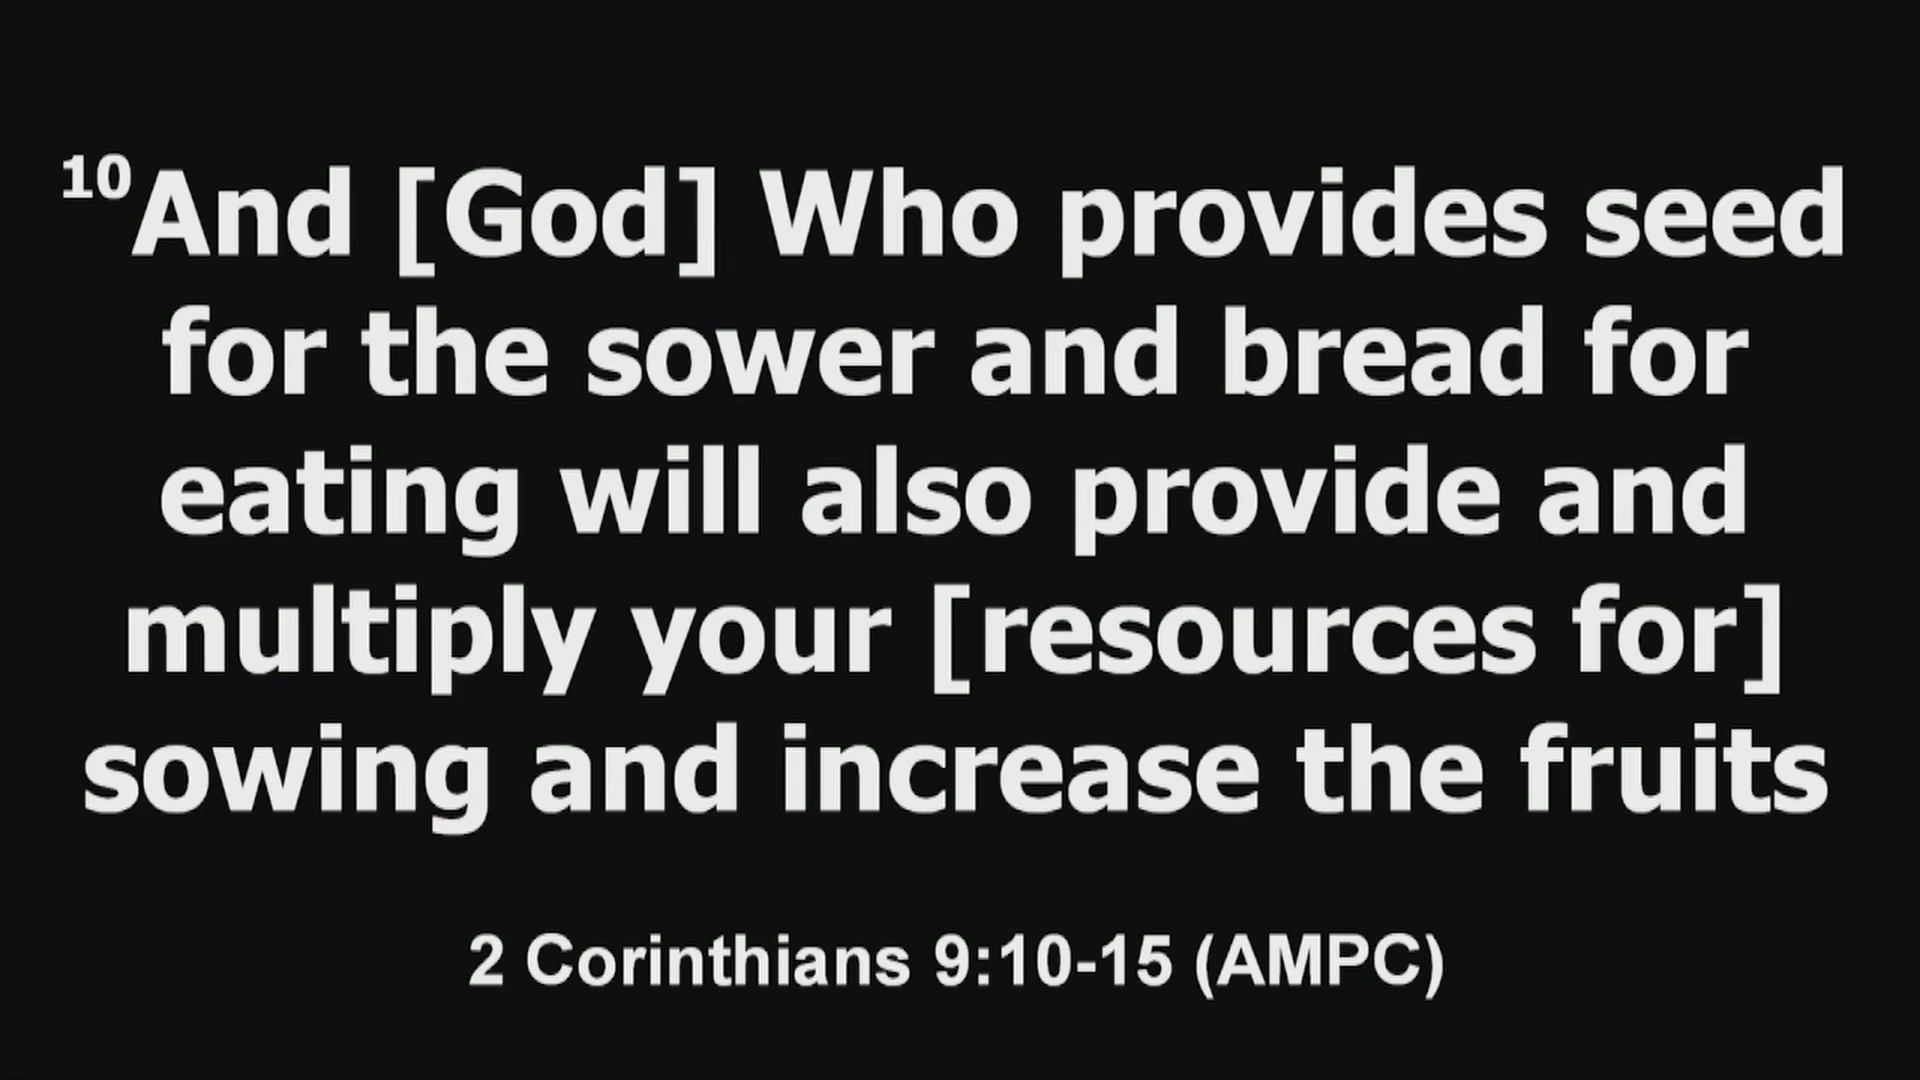 10And [God] Who provides seed
for the sower and bread for
eating will also provide and
multiply your [resources for]
sowing and increase the fruits
2 Corinthians 9:10-15 (AMPC)